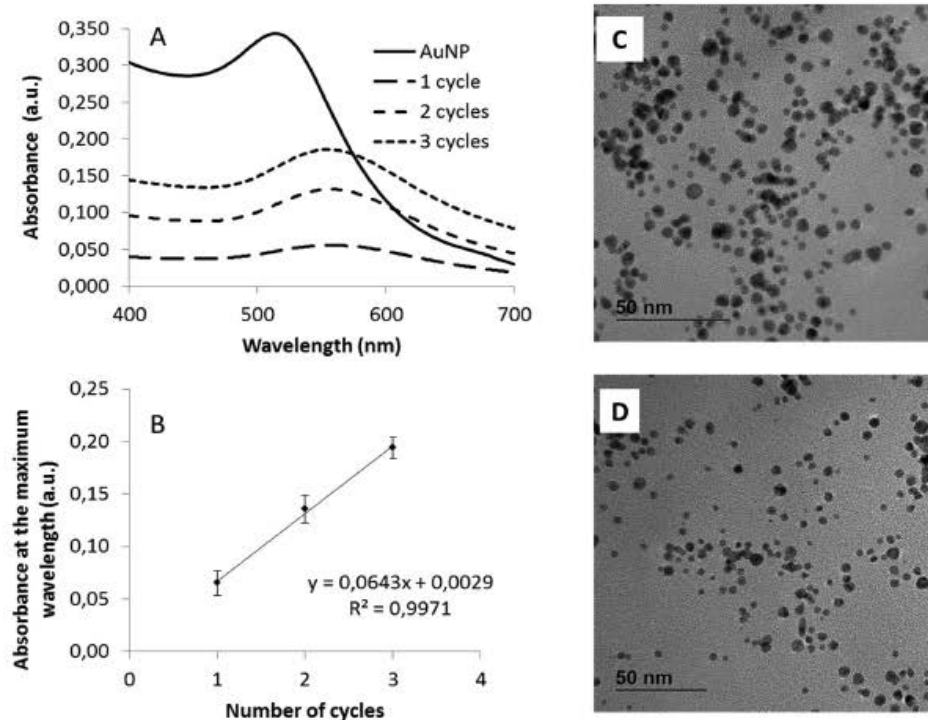 A
0,350
0,300
0,250
0,200
0,150
0,100
0,050
0,000
Absorbance (a.u.)
AuNP
1 cycle
2 cycles
3 cycles
400
500
600
700
Wavelength (nm)
B
0,25
0,20
0,15
0,10
0,05
0,00
Absorbance at the maximum
wavelength (a.u.)
y = 0,0643x + 0,0029
R² = 0,9971
0
1
2
3
4
Number of cycles
C
50 nm
D
50 nm